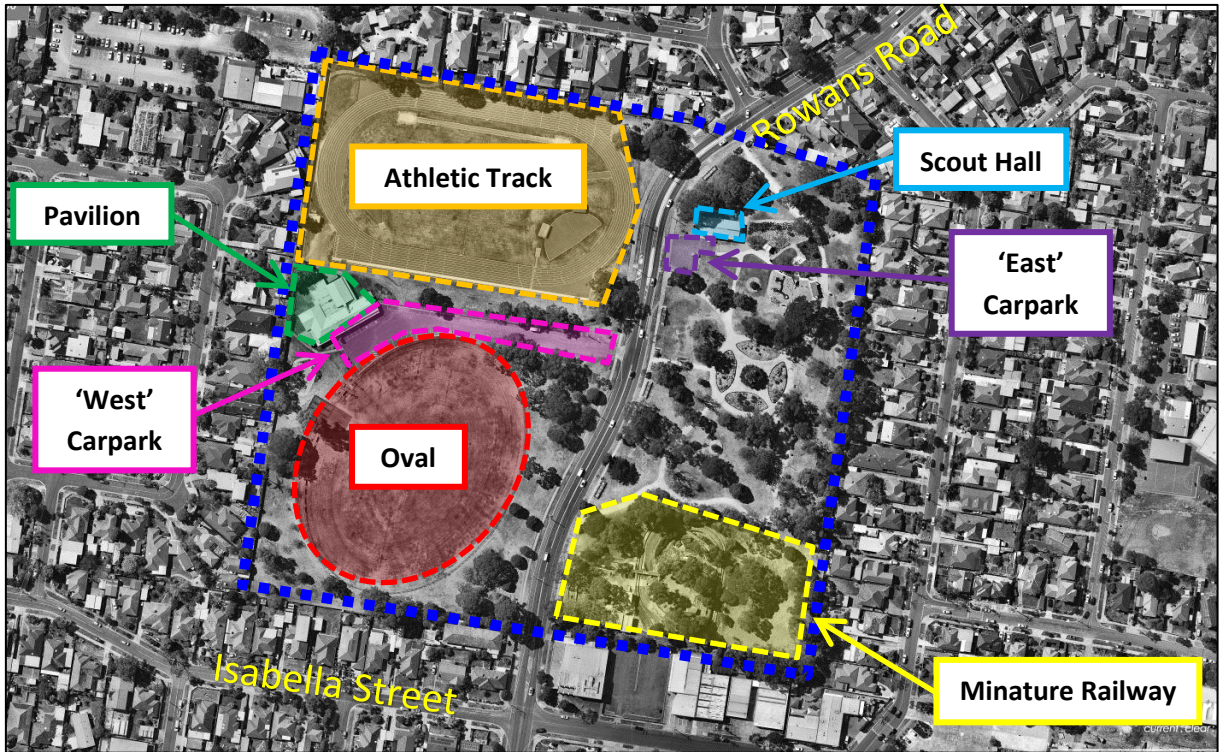 Rowans Road
Scout Hall
Athletic Track
Pavilion
'East'
Carpark
'West'
Carpark
Oval
Isabella Street
Minature Railway